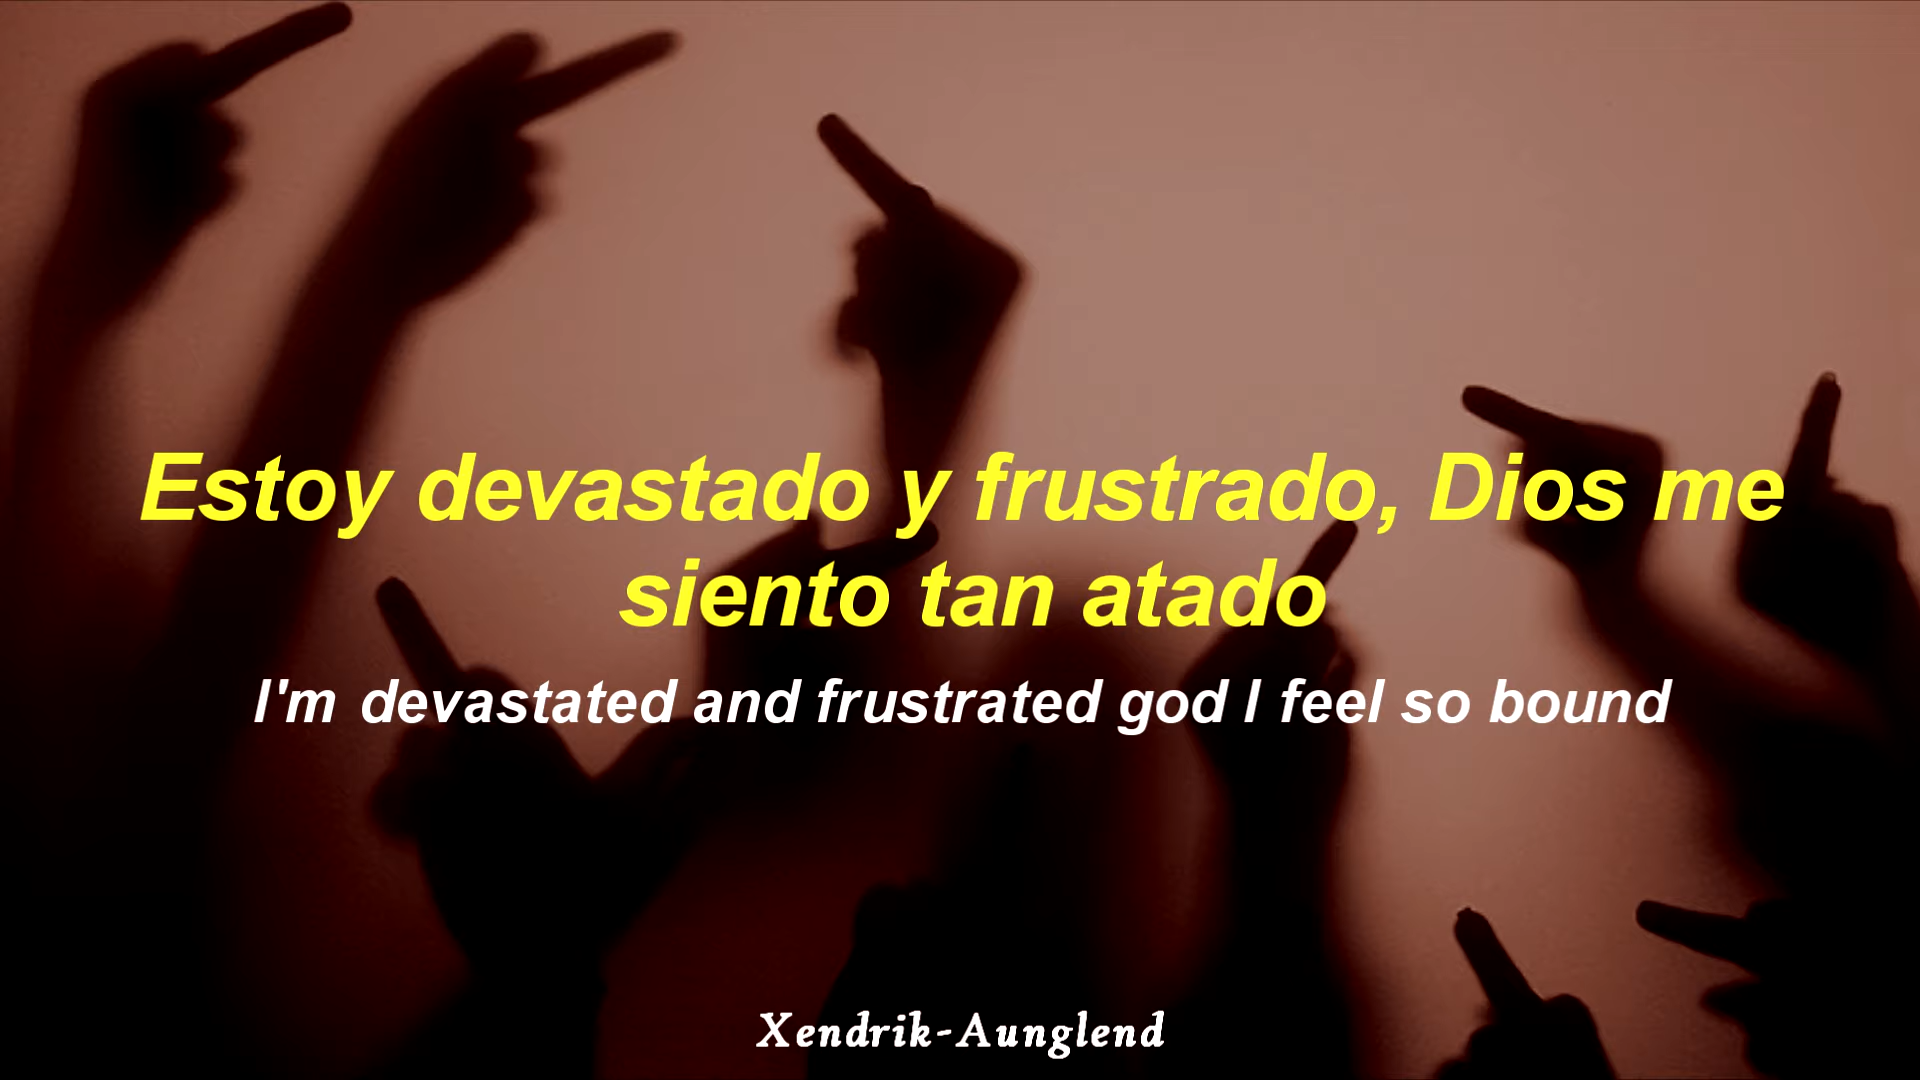 Estoy devastado y frustrado, Dios me
siento tan atado
I'm devastated and frustrated god I feel so bound
Xendrik-Aunglend